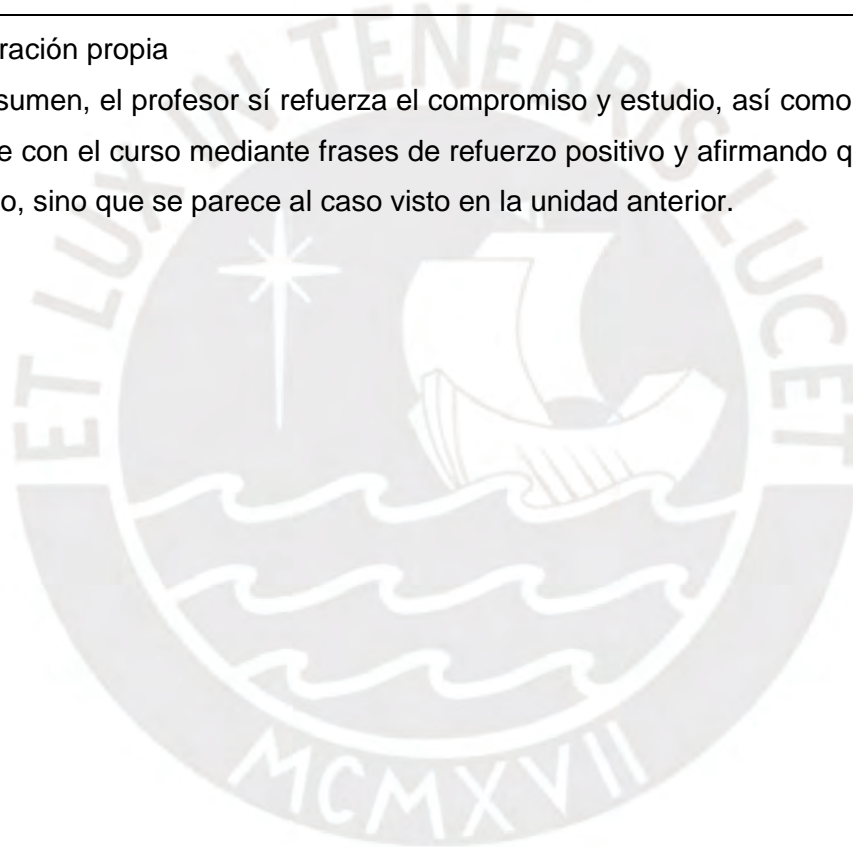 ración propia
sumen, el profesor sí refuerza el compromiso y estudio, así como
e con el curso mediante frases de refuerzo positivo y afirmando q
o, sino que se parece al caso visto en la unidad anterior.
ET LUX IN TENEBRIS LUCET
MCMXVII